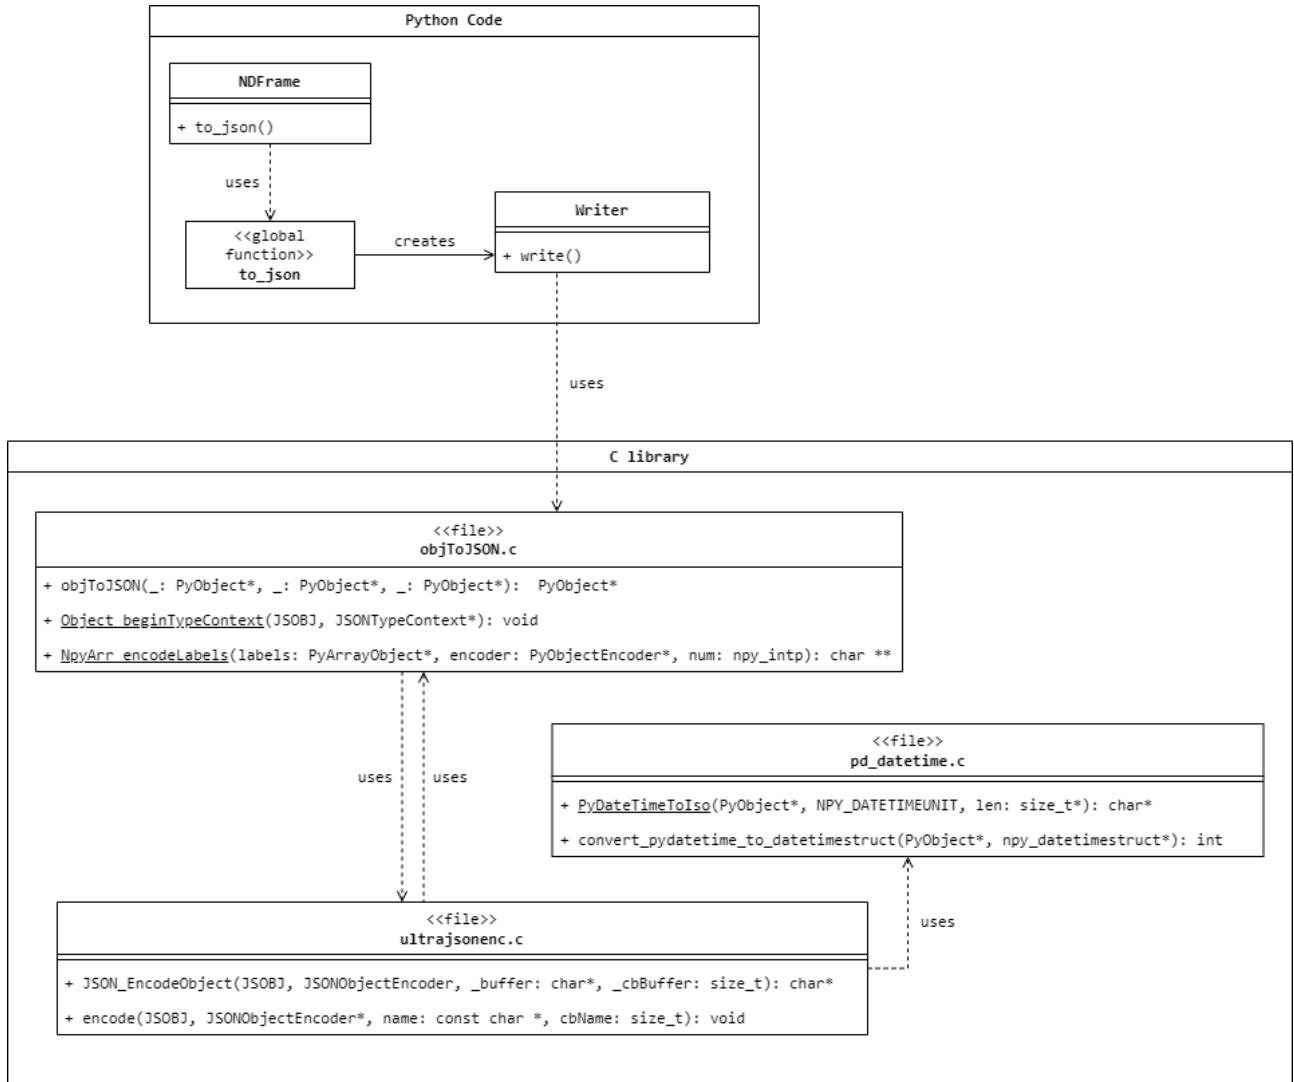 Python Code
NDFrame
+ to_json()
uses
<<global
function>>
to_json
creates
Writer
+ write()
uses
C library
<<file>>
objToJSON.c
+ objToJSON(_: PyObject*, _: PyObject*, _: PyObject*):  PyObject*
+ Object_beginTypeContext(JSOBJ, JSONTypeContext*): void
+ NpyArr_encodeLabels(labels: PyArrayObject*, encoder: PyObjectEncoder*, num: npy_intp): char **
uses
uses
<<file>>
pd_datetime.c
+ PyDateTimeToIso(PyObject*, NPY_DATETIMEUNIT, len: size_t*): char*
+ convert_pydatetime_to_datetimestruct(PyObject*, npy_datetimestruct*): int
uses
<<file>>
ultrajsonenc.c
+ JSON_EncodeObject(JSOBJ, JSONObjectEncoder, _buffer: char*, _cbBuffer: size_t): char*
+ encode(JSOBJ, JSONObjectEncoder*, name: const char *, cbName: size_t): void